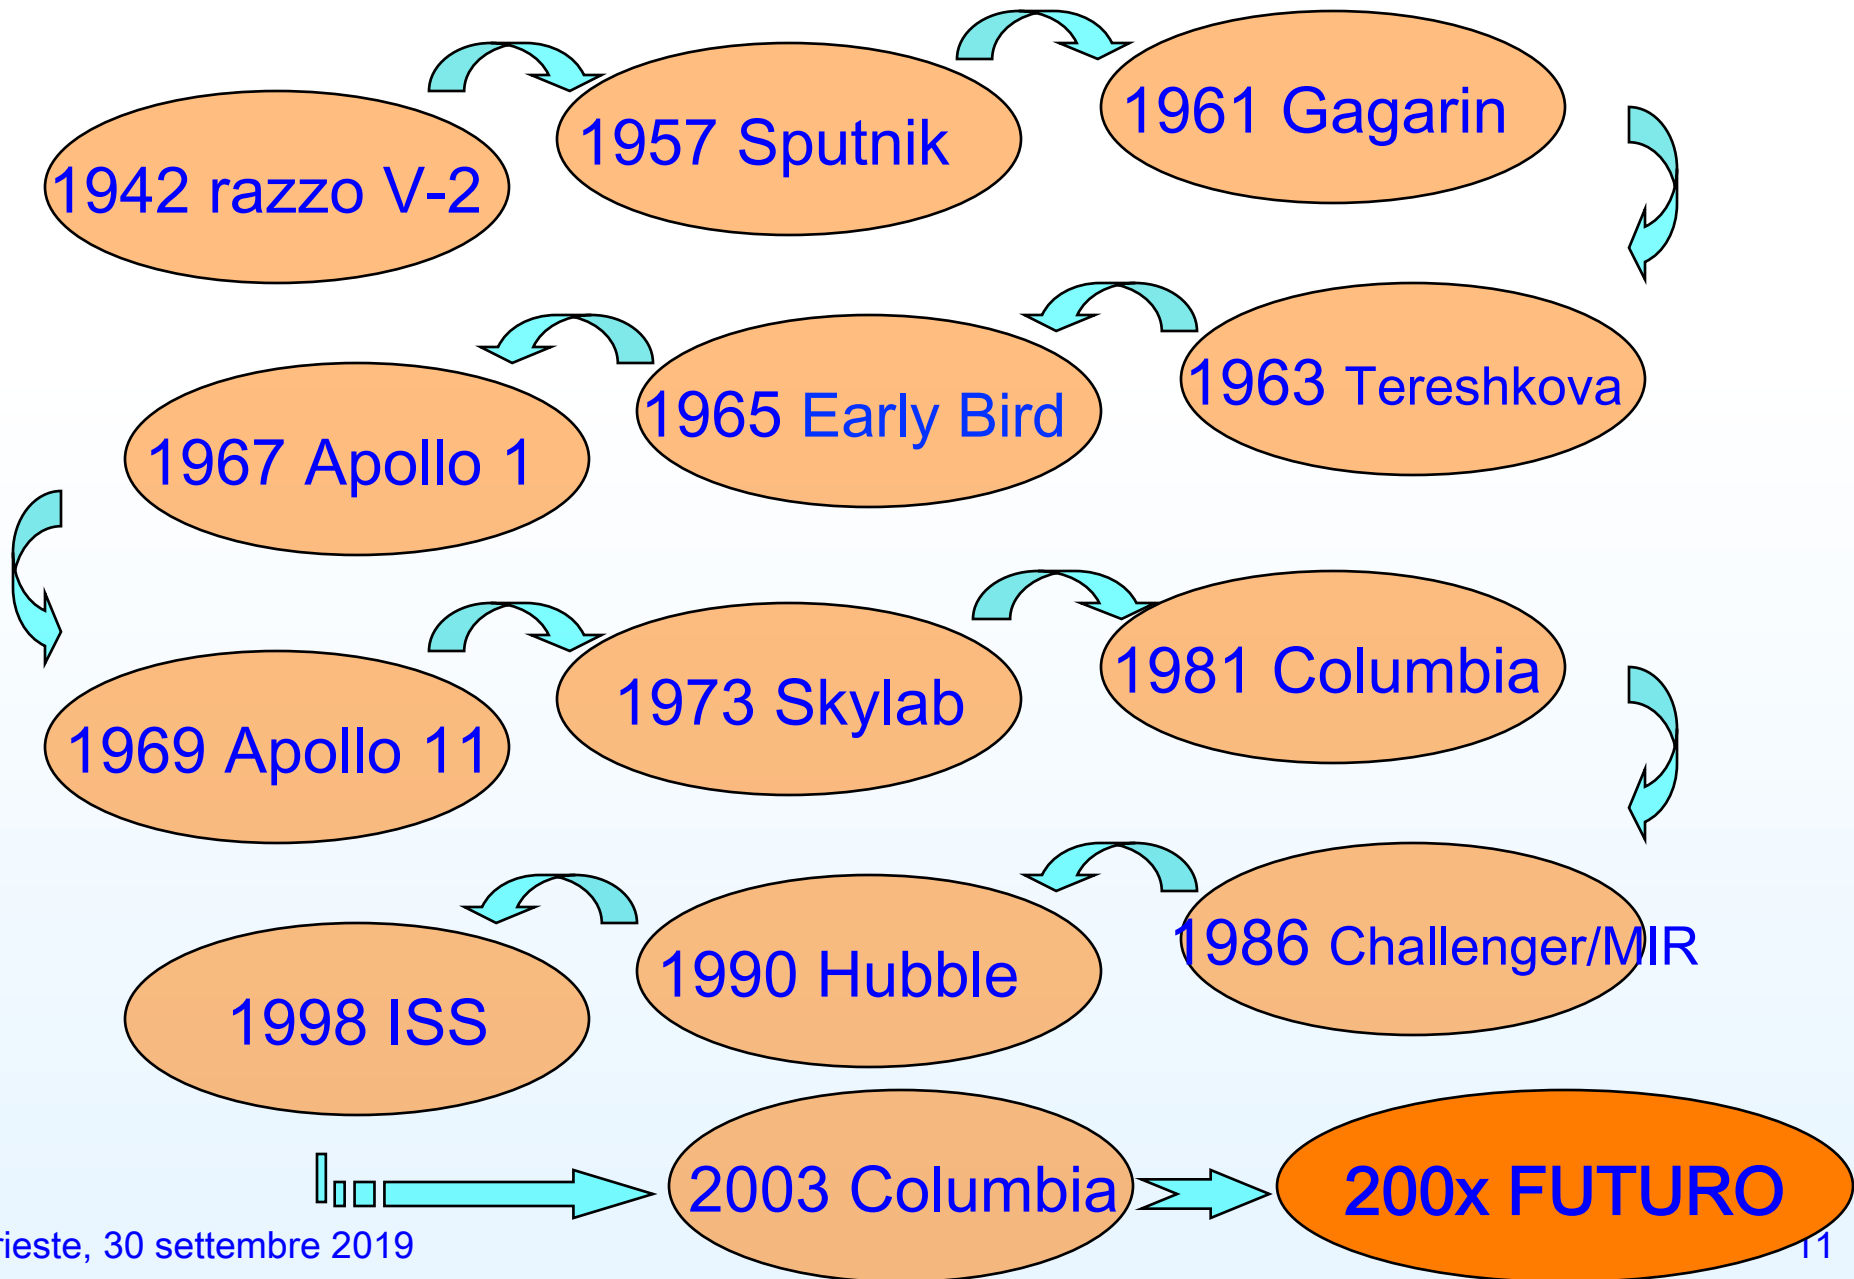 1942 razzo V-2
1957 Sputnik
1961 Gagarin
1963 Tereshkova
1965 Early Bird
1967 Apollo 1
1969 Apollo 11
1973 Skylab
1981 Columbia
1986 Challenger/MIR
1990 Hubble
1998 ISS
2003 Columbia
200x FUTURO
rieste, 30 settembre 2019
11